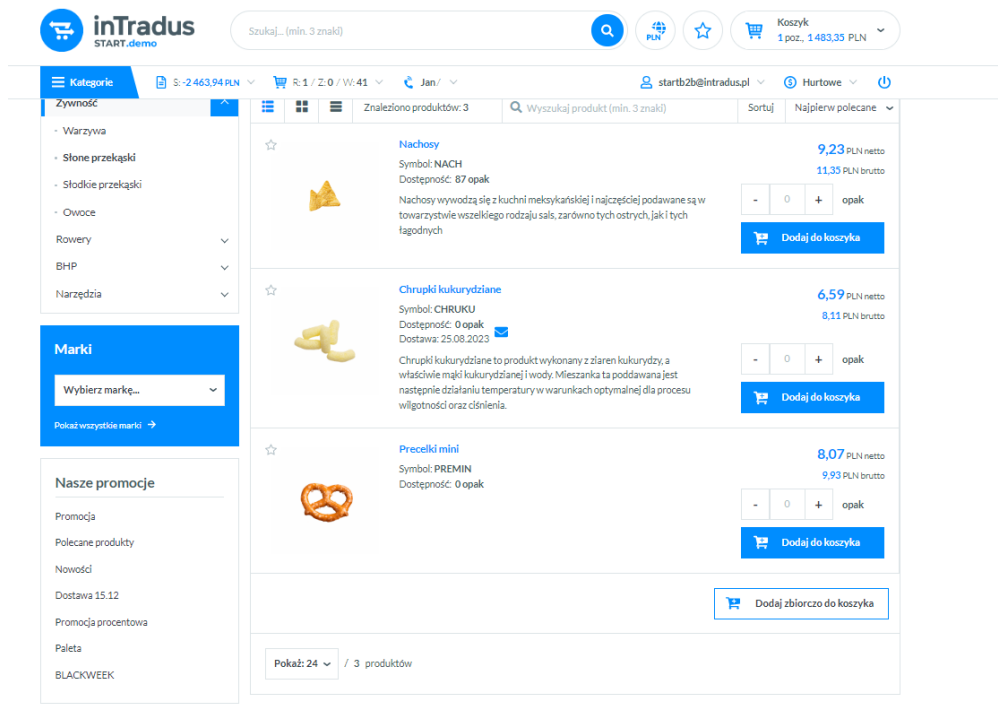 inTradus
START.demo
Szukaj... (min. 3 znaki)
PLN
Koszyk
1 poz., 1 483,35 PLN
Kategorie
S: -2 463,94 PLN
R: 1 / Z: 0 / W: 41
Jan/
startb2b@intradus.pl
Hurtowe
Żywność
Warzywa
Słone przekąski
Słodkie przekąski
Owoce
Rowery
BHP
Narzędzia
Marki
Wybierz markę...
Pokaż wszystkie marki
Nasze promocje
Promocja
Polecane produkty
Nowości
Dostawa 15.12
Promocja procentowa
Paleta
BLACKWEEK
Znaleziono produktów: 3
Wyszukaj produkt (min. 3 znaki)
Sortuj
Najpierw polecane
Nachosy
Symbol: NACH
Dostępność: 87 opak
Nachosy wywodzą się z kuchni meksykańskiej i najczęściej podawane są w
towarzystwie wszelkiego rodzaju sals, zarówno tych ostrych, jak i tych
łagodnych
9,23 PLN netto
11,35 PLN brutto
- 0 + opak
Dodaj do koszyka
Chrupki kukurydziane
Symbol: CHRUKU
Dostępność: 0 opak
Dostawa: 25.08.2023
Chrupki kukurydziane to produkt wykonany z ziaren kukurydzy, a
właściwie mąki kukurydzianej i wody. Mieszanka ta poddawana jest
następnie działaniu temperatury w warunkach optymalnej dla procesu
wilgotności oraz ciśnienia.
6,59 PLN netto
8,11 PLN brutto
- 0 + opak
Dodaj do koszyka
Precelki mini
Symbol: PREMIN
Dostępność: 0 opak
8,07 PLN netto
9,93 PLN brutto
- 0 + opak
Dodaj do koszyka
Dodaj zbiorczo do koszyka
Pokaż: 24 / 3 produktów